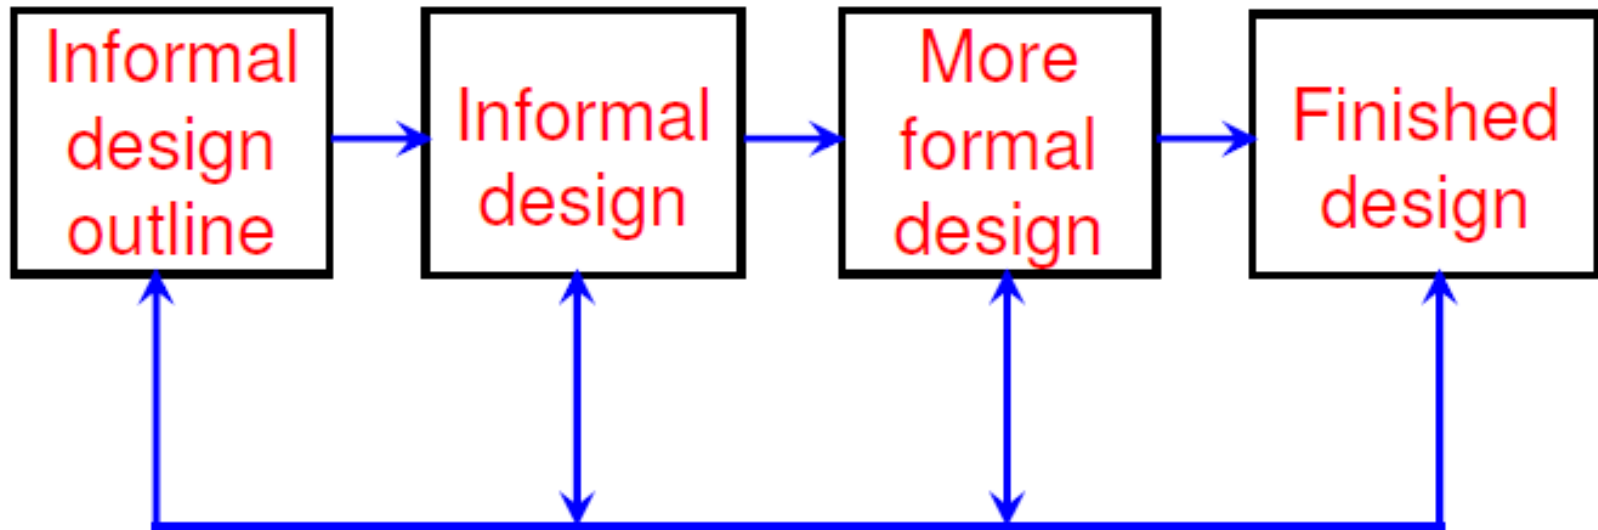 Informal
design
outline
Informal
design
More
formal
design
Finished
design